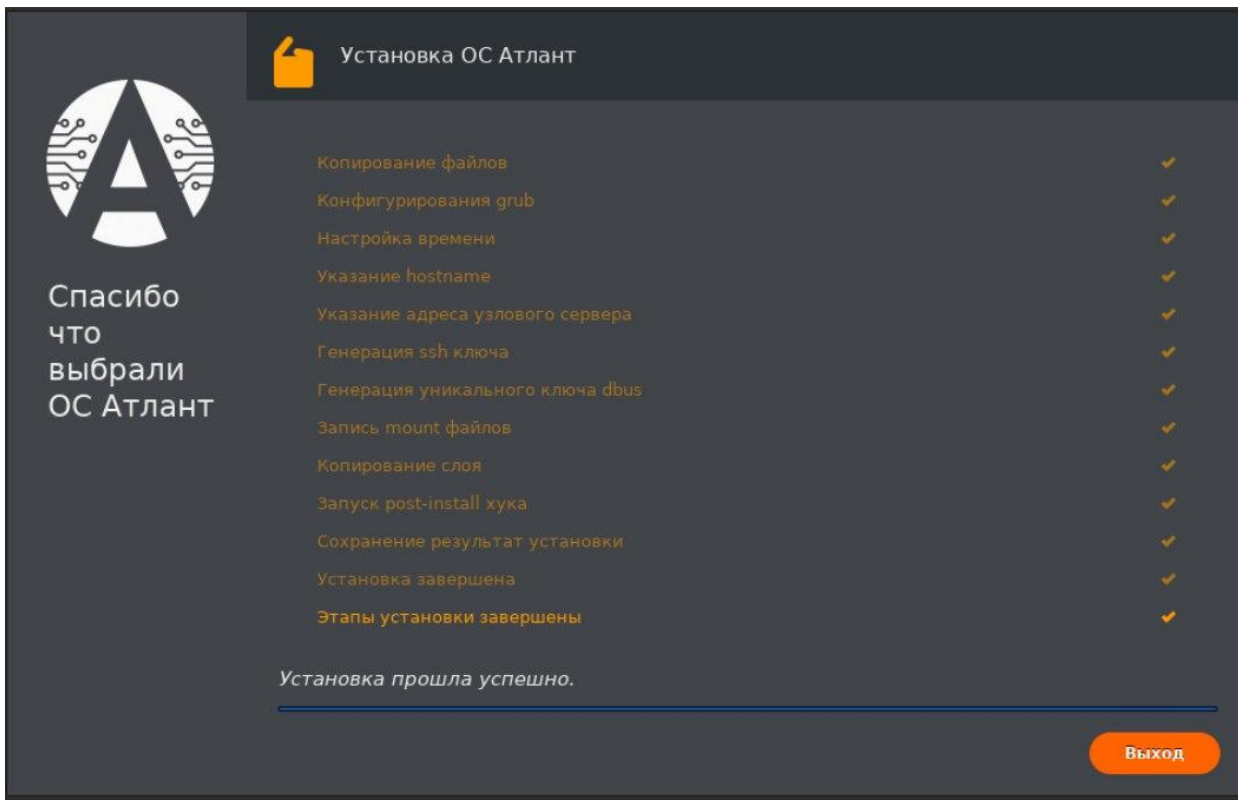 Установка ОС Атлант
Спасибо
что
выбрали
ОС Атлант
Копирование файлов
Конфигурирования grub
Настройка времени
Указание hostname
Указание адреса узлового сервера
Генерация ssh ключа
Генерация уникального ключа dbus
Запись mount файлов
Копирование слоя
Запуск post-install хука
Сохранение результат установки
Установка завершена
Этапы установки завершены
Установка прошла успешно.
Выход